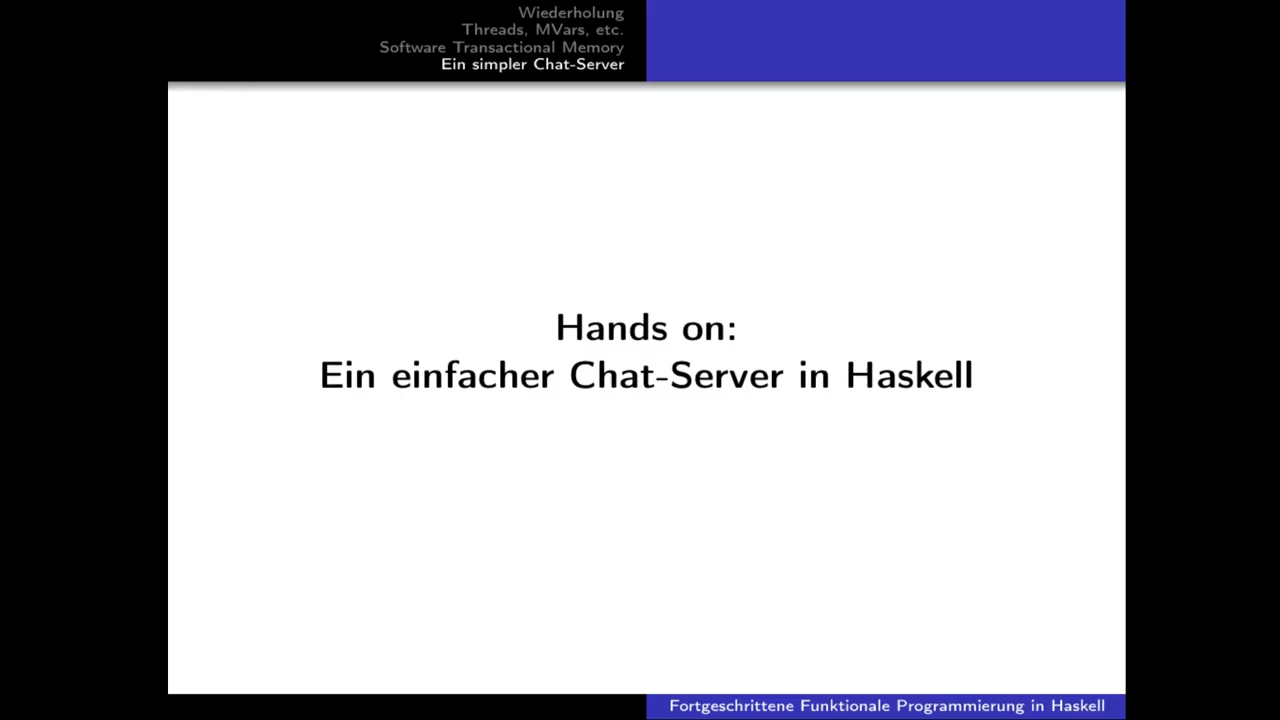 Wiederholung
Threads, MVars, etc.
Software Transactional Memory
Ein simpler Chat-Server
Hands on:
Ein einfacher Chat-Server in Haskell
Fortgeschrittene Funktionale Programmierung in Haskell